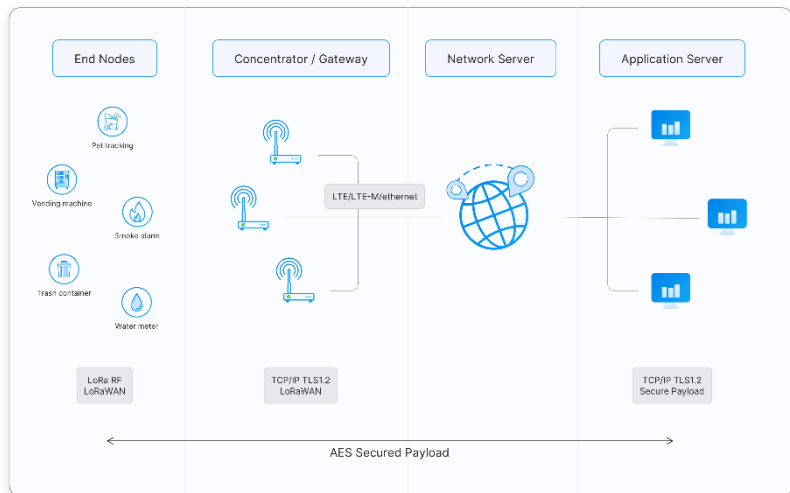 End Nodes
Concentrator / Gateway
Network Server
Application Server
Pet tracking
Vending machine
Smoke alarm
Trash container
Water meter
LTE/LTE-M/ethernet
LoRa RF
LoRaWAN
TCP/IP TLS1.2
LoRaWAN
TCP/IP TLS1.2
Secure Payload
AES Secured Payload